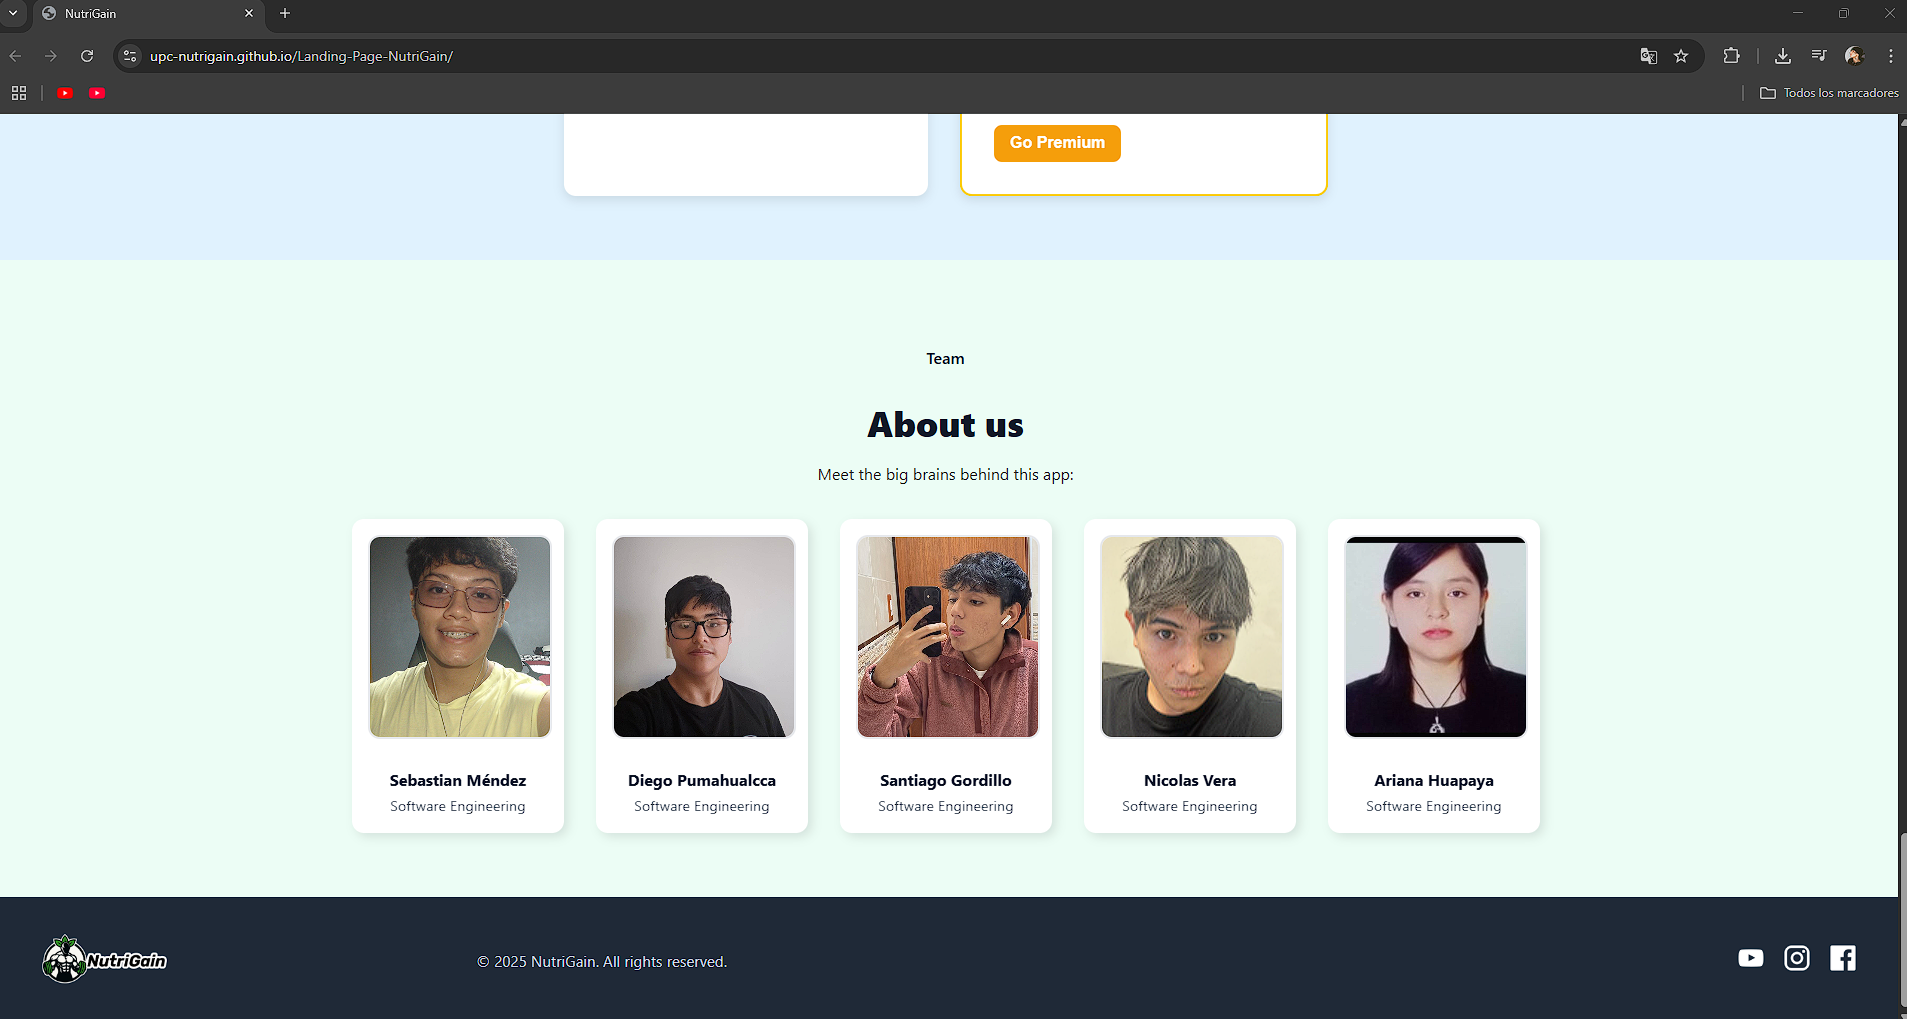 NutriGain
upc-nutrigain.github.io/Landing-Page-NutriGain/
Todos los marcadores
Go Premium
Team
About us
Meet the big brains behind this app:
Sebastian Méndez
Software Engineering
Diego Pumahualcca
Software Engineering
Santiago Gordillo
Software Engineering
Nicolas Vera
Software Engineering
Ariana Huapaya
Software Engineering
NutriGain
© 2025 NutriGain. All rights reserved.